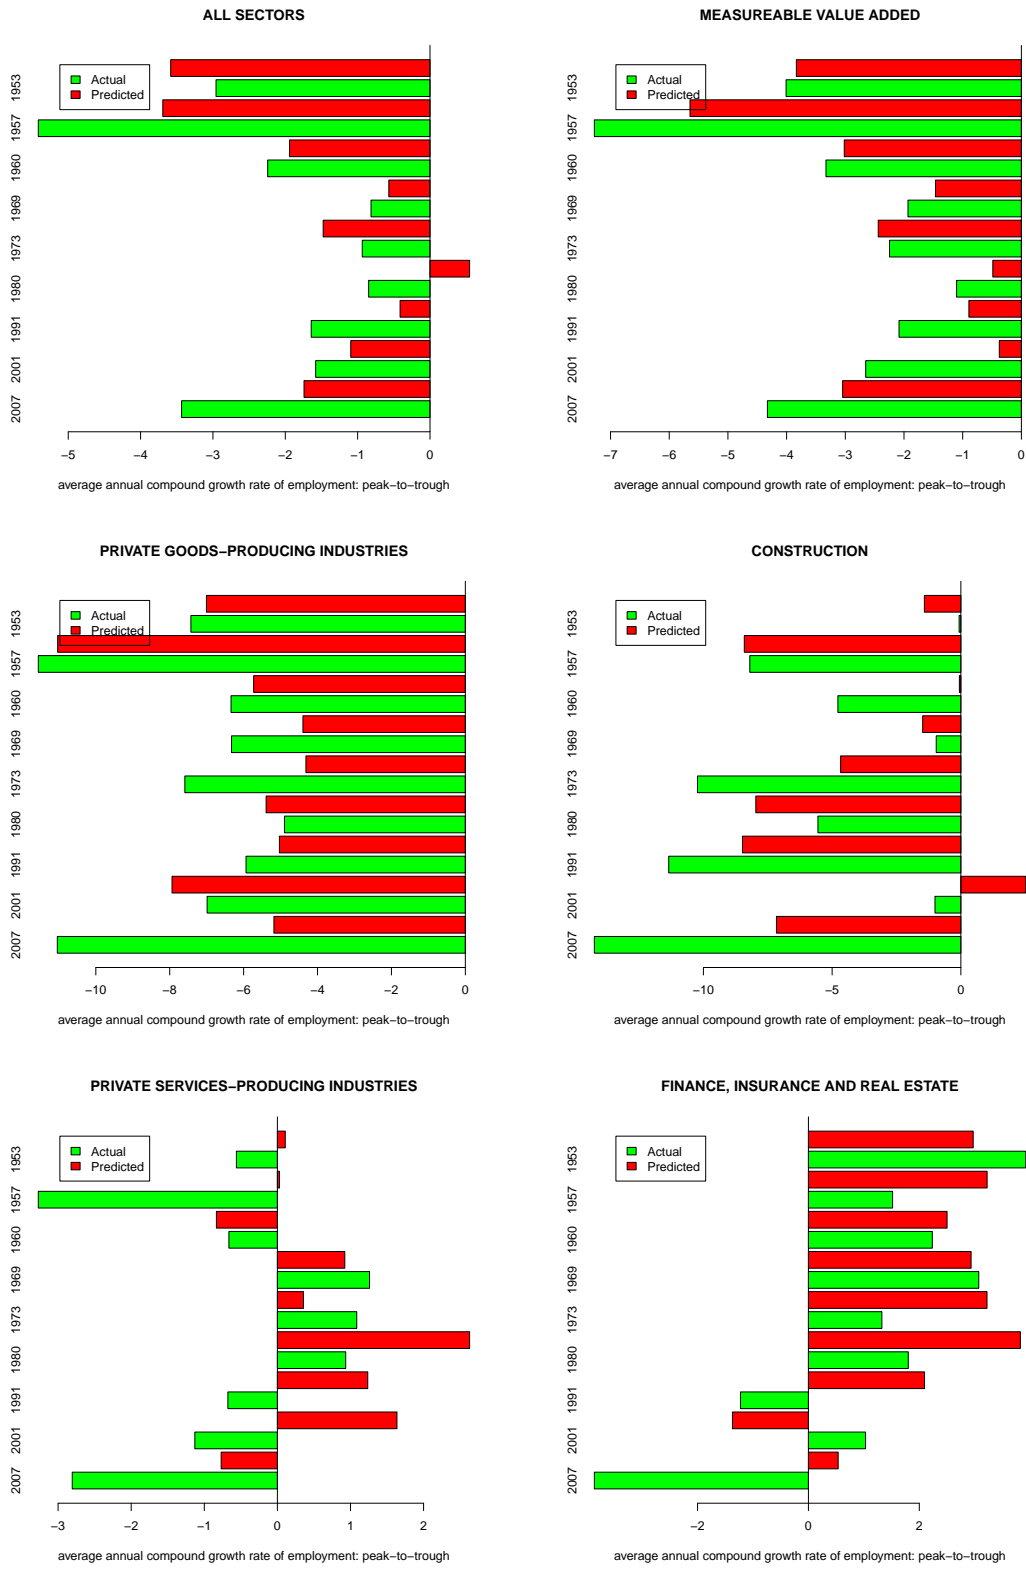 ALL SECTORS
Actual
Predicted
1953
1957
1960
1969
1973
1980
1991
2001
2007
−5 −4 −3 −2 −1 0
average annual compound growth rate of employment: peak−to−trough
MEASUREABLE VALUE ADDED
Actual
Predicted
1953
1957
1960
1969
1973
1980
1991
2001
2007
−7 −6 −5 −4 −3 −2 −1 0
average annual compound growth rate of employment: peak−to−trough
PRIVATE GOODS−PRODUCING INDUSTRIES
Actual
Predicted
1953
1957
1960
1969
1973
1980
1991
2001
2007
−10 −8 −6 −4 −2 0
average annual compound growth rate of employment: peak−to−trough
CONSTRUCTION
Actual
Predicted
1953
1957
1960
1969
1973
1980
1991
2001
2007
−10 −5 0
average annual compound growth rate of employment: peak−to−trough
PRIVATE SERVICES−PRODUCING INDUSTRIES
Actual
Predicted
1953
1957
1960
1969
1973
1980
1991
2001
2007
−3 −2 −1 0 1 2
average annual compound growth rate of employment: peak−to−trough
FINANCE, INSURANCE AND REAL ESTATE
Actual
Predicted
1953
1957
1960
1969
1973
1980
1991
2001
2007
−2 0 2
average annual compound growth rate of employment: peak−to−trough